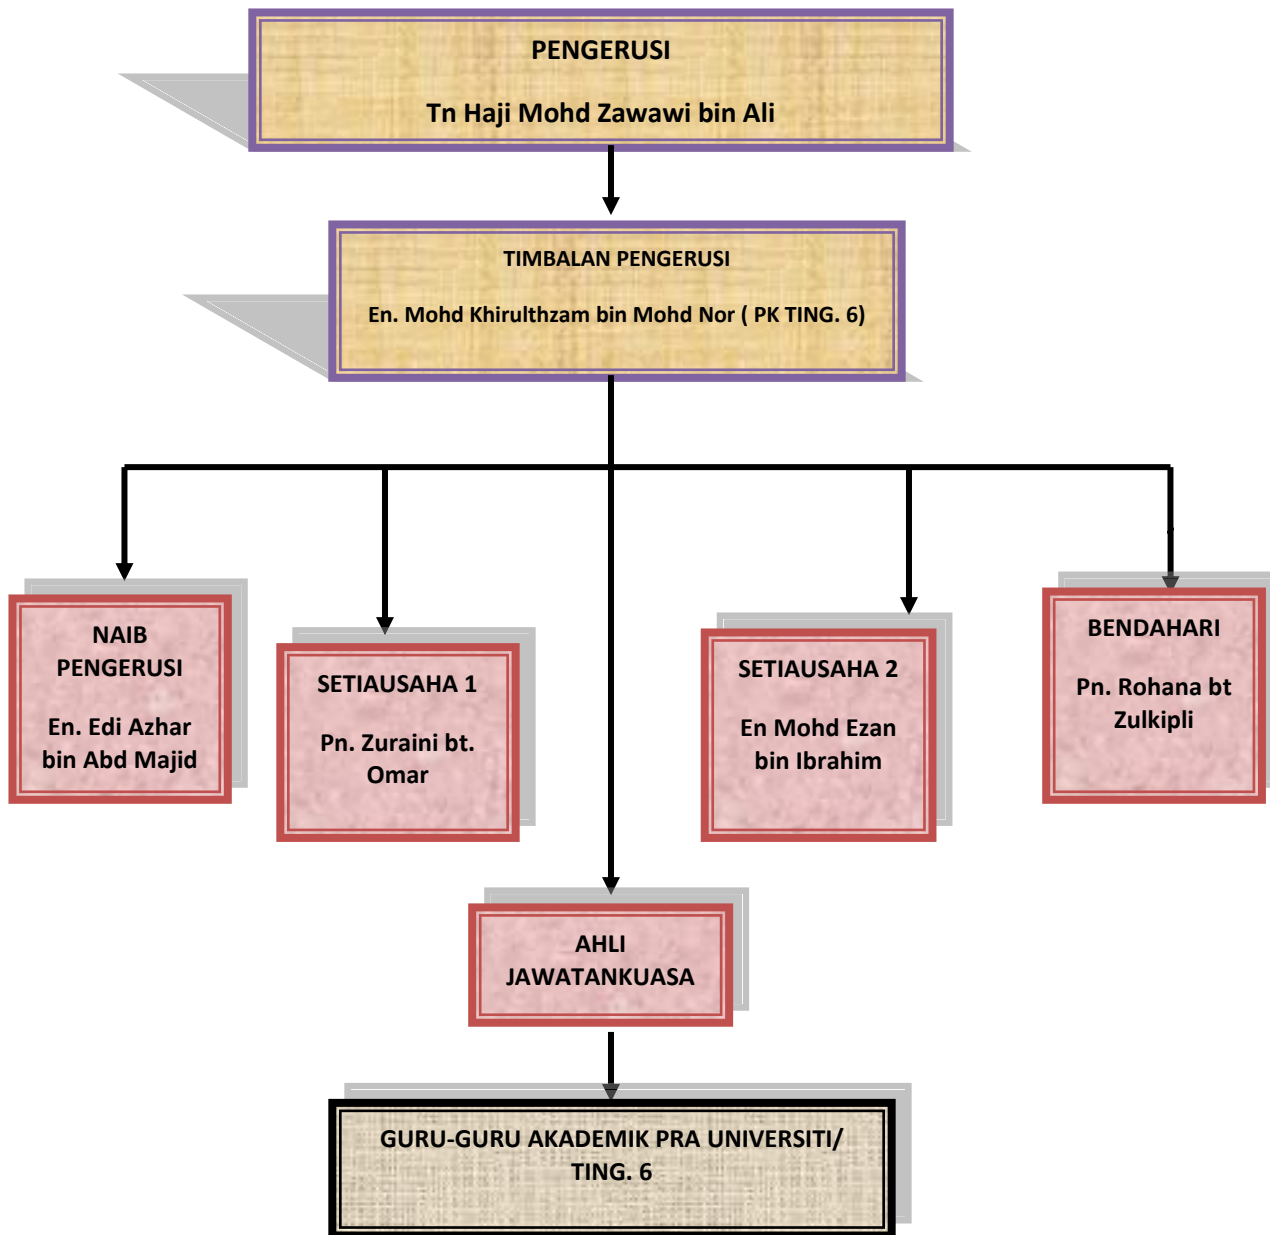 PENGERUSI
Tn Haji Mohd Zawawi bin Ali
TIMBALAN PENGERUSI
En. Mohd Khirulthzam bin Mohd Nor ( PK TING. 6)
NAIB
PENGERUSI
En. Edi Azhar
bin Abd Majid
SETIAUSAHA 1
Pn. Zuraini bt.
Omar
SETIAUSAHA 2
En Mohd Ezan
bin Ibrahim
BENDAHARI
Pn. Rohana bt
Zulkipli
AHLI
JAWATANKUASA
GURU-GURU AKADEMIK PRA UNIVERSITI/
TING. 6